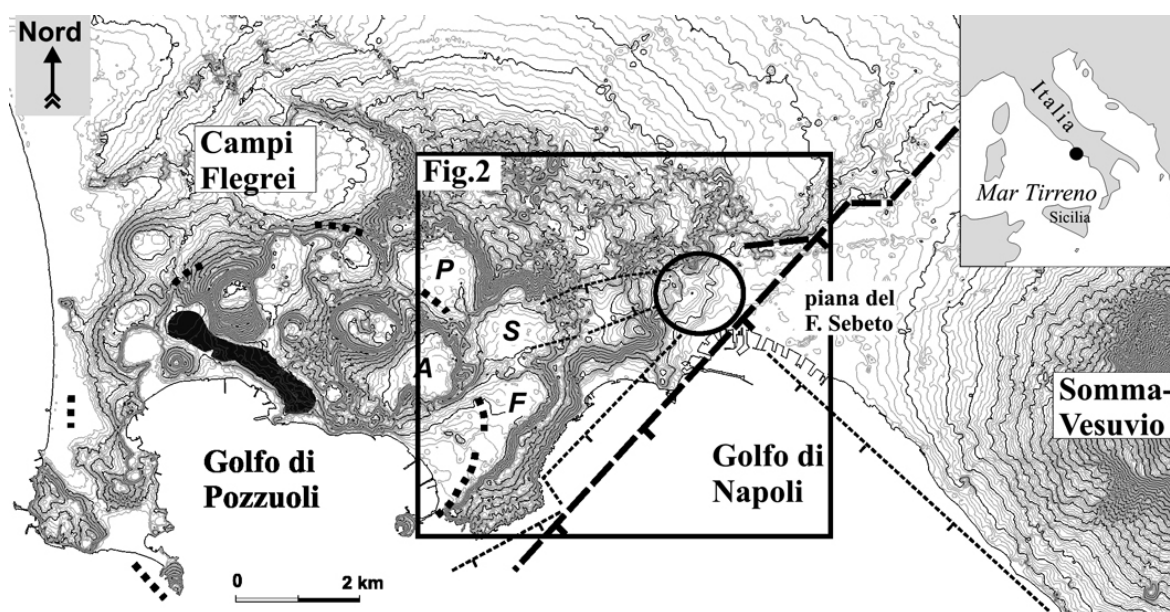 Nord
Campi
Flegrei
Fig.2
P
S
A
F
piana del
F. Sebeto
Golfo di
Pozzuoli
Golfo di
Napoli
Somma-
Vesuvio
0 2 km
Italia
Mar Tirreno
Sicilia